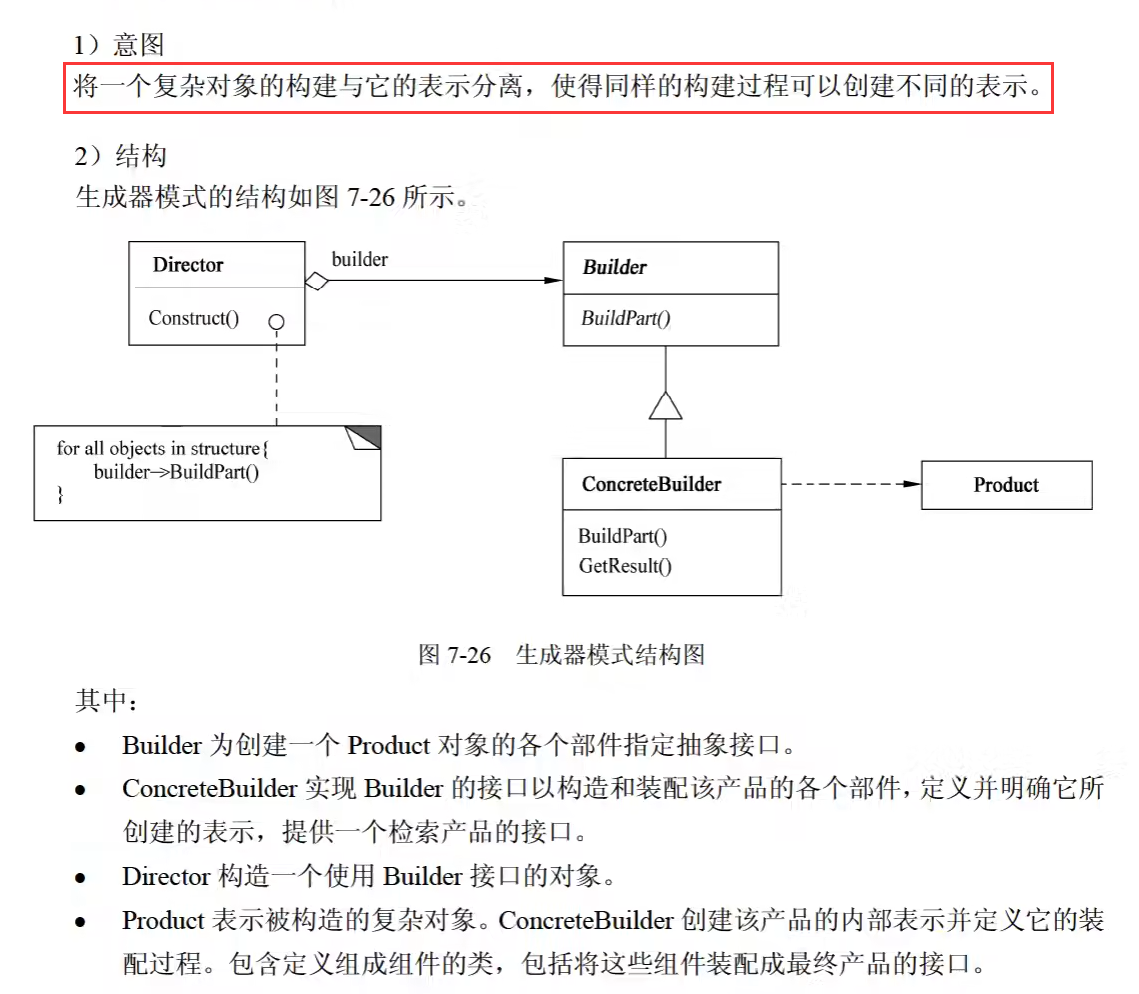 1）意图
将一个复杂对象的构建与它的表示分离，使得同样的构建过程可以创建不同的表示。
2）结构
生成器模式的结构如图 7-26 所示。
Director
Construct()
builder
Builder
BuildPart()
for all objects in structure{
builder->BuildPart()
}
ConcreteBuilder
BuildPart()
GetResult()
Product
图 7-26 生成器模式结构图
其中：
● Builder 为创建一个 Product 对象的各个部件指定抽象接口。
● ConcreteBuilder 实现 Builder 的接口以构造和装配该产品的各个部件，定义并明确它所
创建的表示，提供一个检索产品的接口。
● Director 构造一个使用 Builder 接口的对象。
● Product 表示被构造的复杂对象。ConcreteBuilder 创建该产品的内部表示并定义它的装
配过程。包含定义组成组件的类，包括将这些组件装配成最终产品的接口。